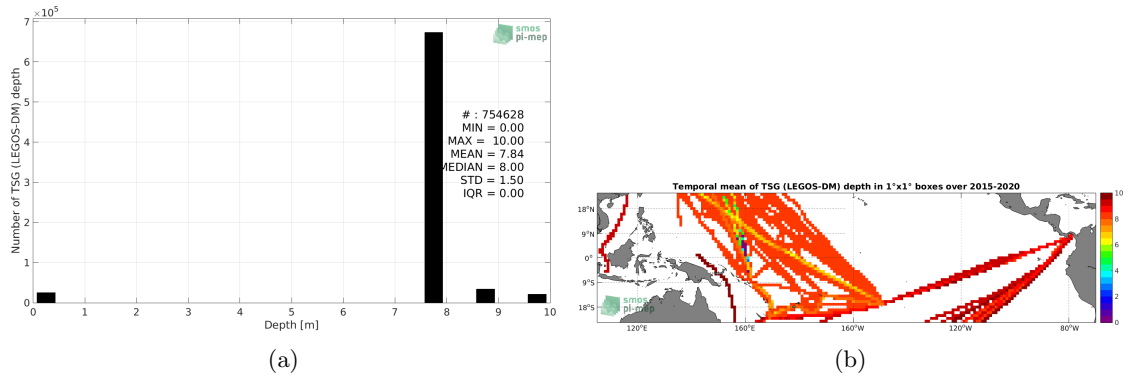 7 ×10⁵
6
5
4
3
2
1
0
Number of TSG (LEGOS-DM) depth
smos
pi-mep
# : 754628
MIN = 0.00
MAX = 10.00
MEAN = 7.84
MEDIAN = 8.00
STD = 1.50
IQR = 0.00
0 1 2 3 4 5 6 7 8 9 10
Depth [m]
(a)
Temporal mean of TSG (LEGOS-DM) depth in 1°x1° boxes over 2015-2020
18°N
9°N
0°
9°S
18°S
smos
pi-mep
120°E 160°E 160°W 120°W 80°W
10
8
6
4
2
0
(b)